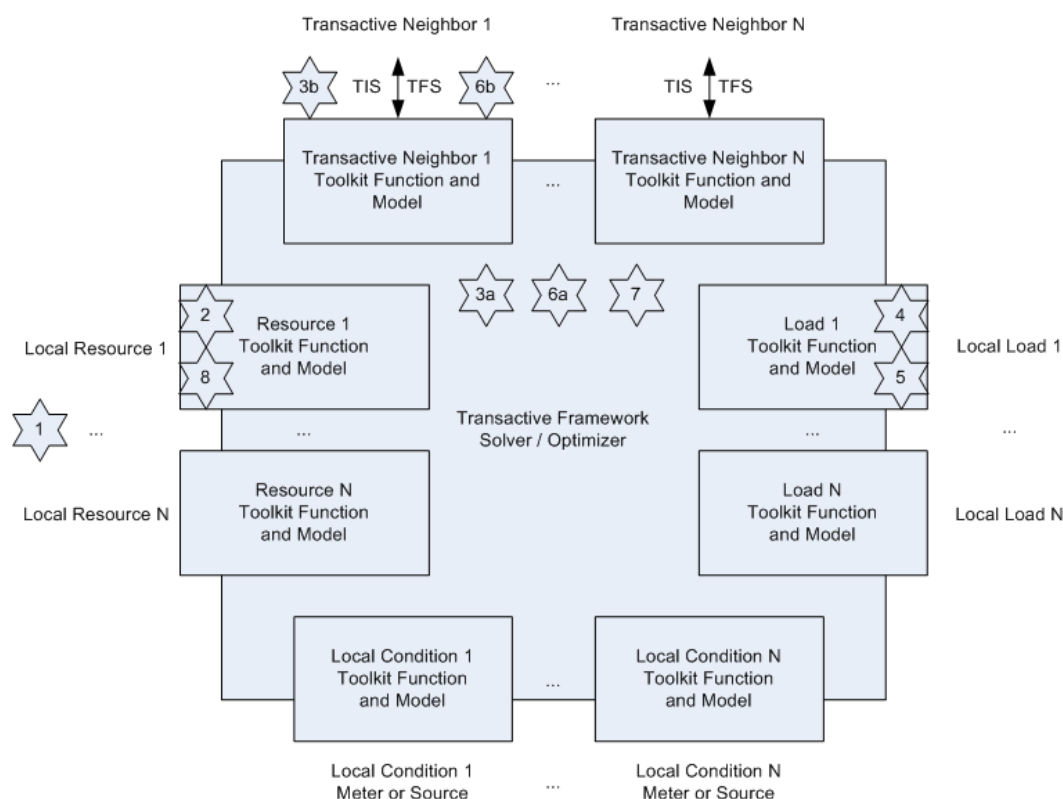 Transactive Neighbor 1
Transactive Neighbor N
3b
TIS
TFS
6b
...
TIS
TFS
Transactive Neighbor 1
Toolkit Function and
Model
...
Transactive Neighbor N
Toolkit Function and
Model
3a
6a
7
2
8
Resource 1
Toolkit Function
and Model
Load 1
Toolkit Function
and Model
4
5
Local Resource 1
Local Load 1
1
...
...
Transactive Framework
Solver / Optimizer
...
...
Local Resource N
Resource N
Toolkit Function
and Model
Load N
Toolkit Function
and Model
Local Load N
Local Condition 1
Toolkit Function
and Model
...
Local Condition N
Toolkit Function
and Model
Local Condition 1
Meter or Source
...
Local Condition N
Meter or Source